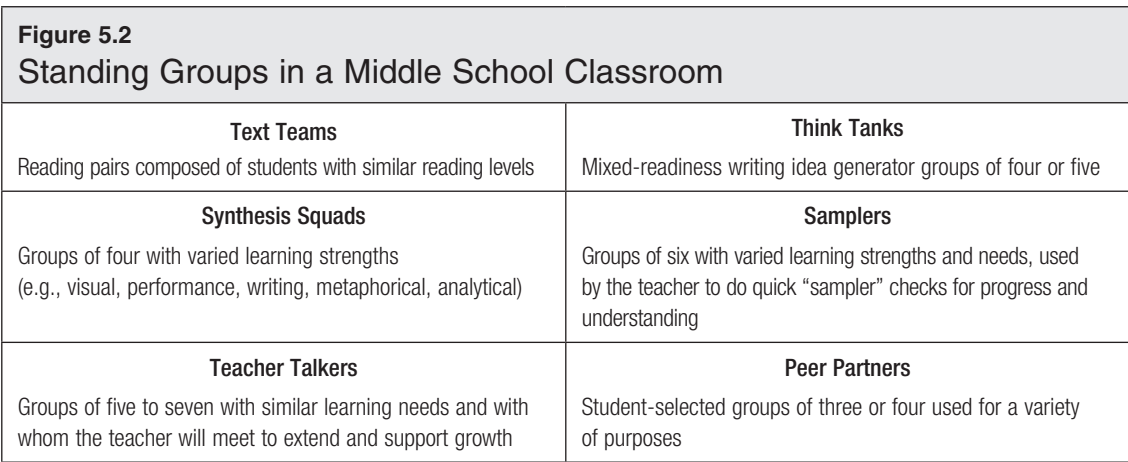 Figure 5.2
Standing Groups in a Middle School Classroom
Text Teams
Reading pairs composed of students with similar reading levels
Think Tanks
Mixed-readiness writing idea generator groups of four or five
Synthesis Squads
Groups of four with varied learning strengths
(e.g., visual, performance, writing, metaphorical, analytical)
Samplers
Groups of six with varied learning strengths and needs, used
by the teacher to do quick “sampler” checks for progress and
understanding
Teacher Talkers
Groups of five to seven with similar learning needs and with
whom the teacher will meet to extend and support growth
Peer Partners
Student-selected groups of three or four used for a variety
of purposes